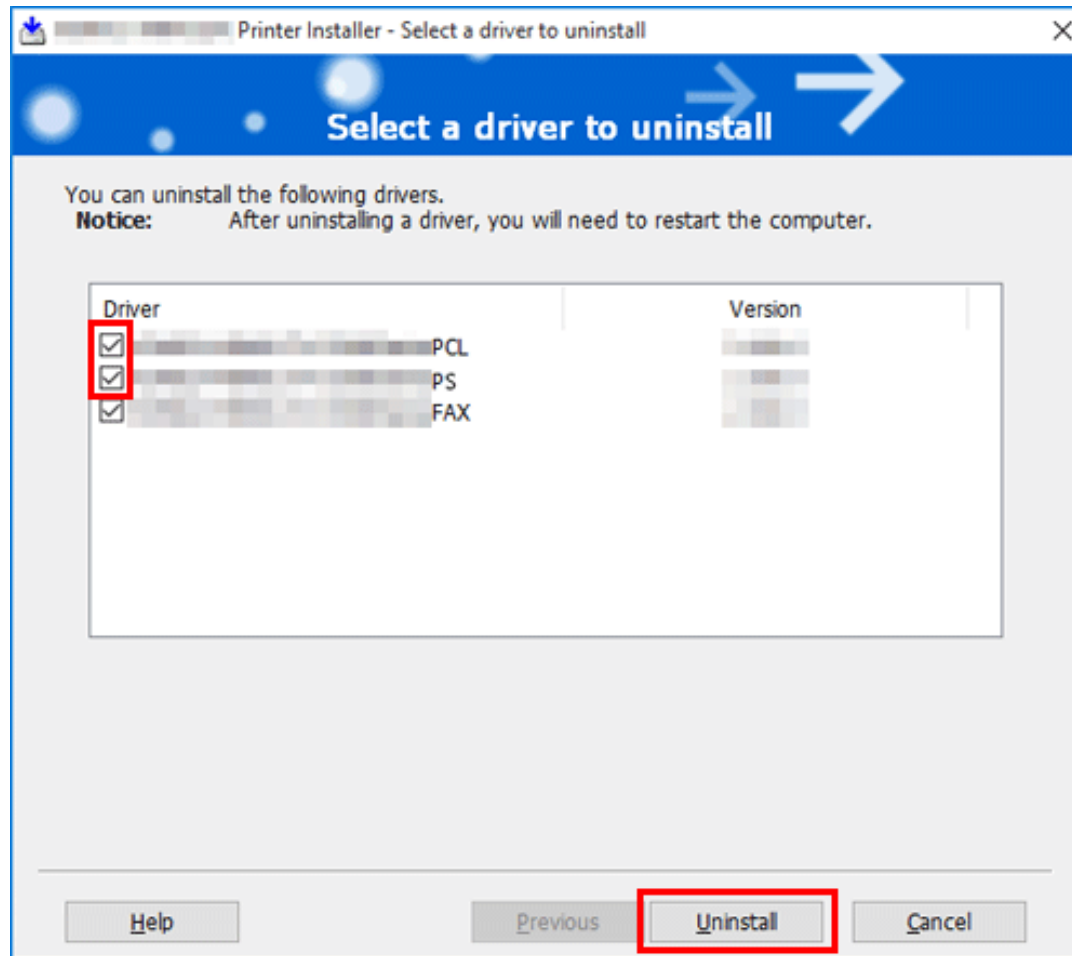 Printer Installer - Select a driver to uninstall
Select a driver to uninstall
You can uninstall the following drivers.
Notice: After uninstalling a driver, you will need to restart the computer.
Driver Version
PCL
PS
FAX
Help Previous Uninstall Cancel